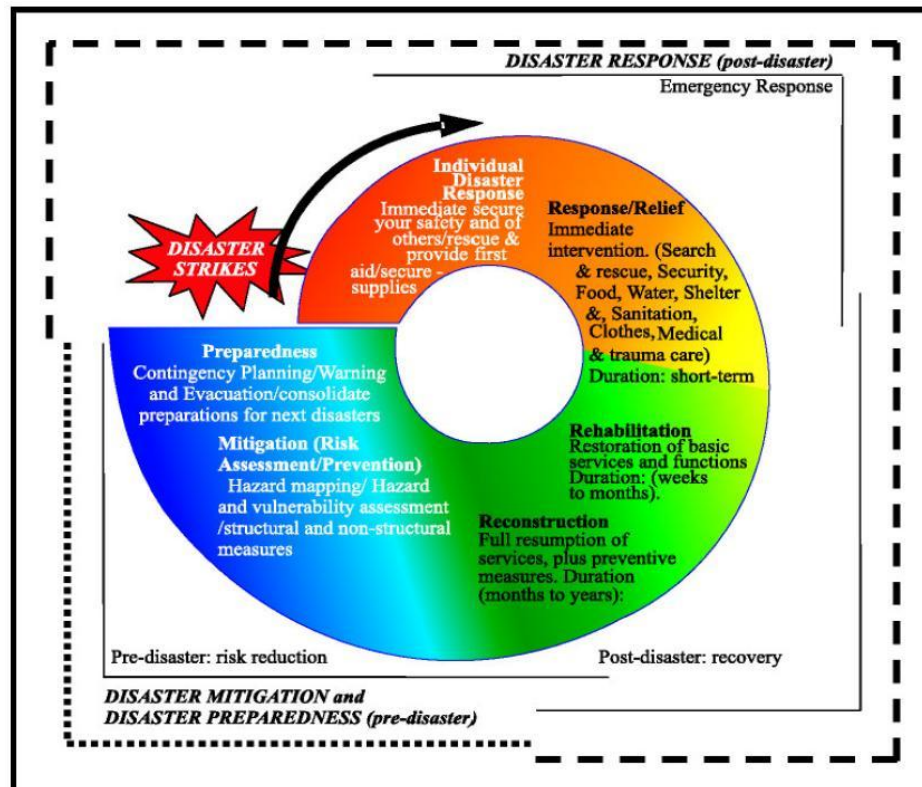 DISASTER RESPONSE (post-disaster)
Emergency Response
DISASTER
STRIKES
Individual
Disaster
Response
Immediate secure
your safety and of
others/rescue &
provide first
aid/secure -
supplies
Response/Relief
Immediate
intervention. (Search
& rescue, Security,
Food, Water, Shelter
&, Sanitation,
Clothes, Medical
& trauma care)
Duration: short-term
Rehabilitation
Restoration of basic
services and functions
Duration: (weeks
to months).
Reconstruction
Full resumption of
services, plus preventive
measures. Duration
(months to years):
Preparedness
Contingency Planning/Warning
and Evacuation/consolidate
preparations for next disasters
Mitigation (Risk
Assessment/Prevention)
Hazard mapping/ Hazard
and vulnerability assessment
/structural and non-structural
measures
Pre-disaster: risk reduction
Post-disaster: recovery
DISASTER MITIGATION and
DISASTER PREPAREDNESS (pre-disaster)